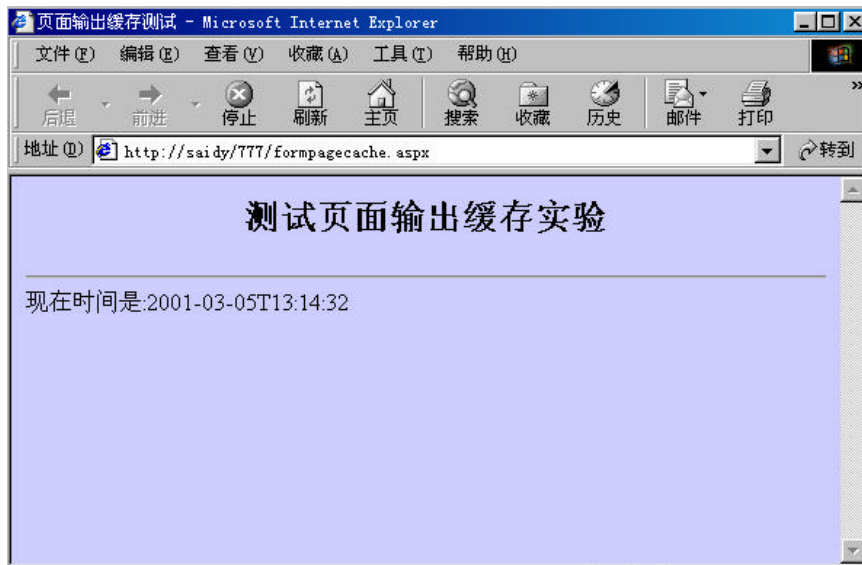 页面输出缓存测试 - Microsoft Internet Explorer
文件(F) 编辑(E) 查看(V) 收藏(A) 工具(T) 帮助(H)
后退 前进 停止 刷新 主页 搜索 收藏 历史 邮件 打印 »
地址(D) http://saidy/777/formpagecache.aspx 转到
测试页面输出缓存实验
现在时间是:2001-03-05T13:14:32